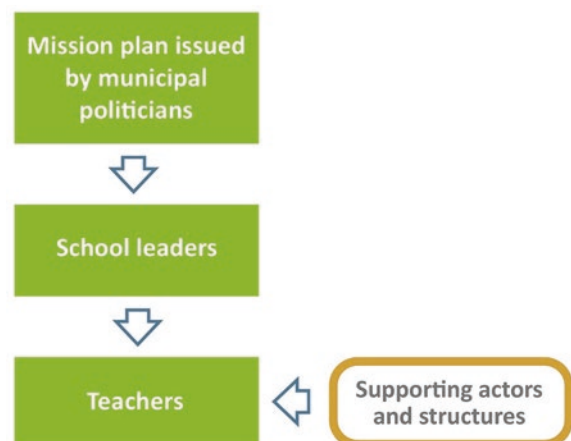 Mission plan issued
by municipal
politicians
School leaders
Teachers
Supporting actors
and structures